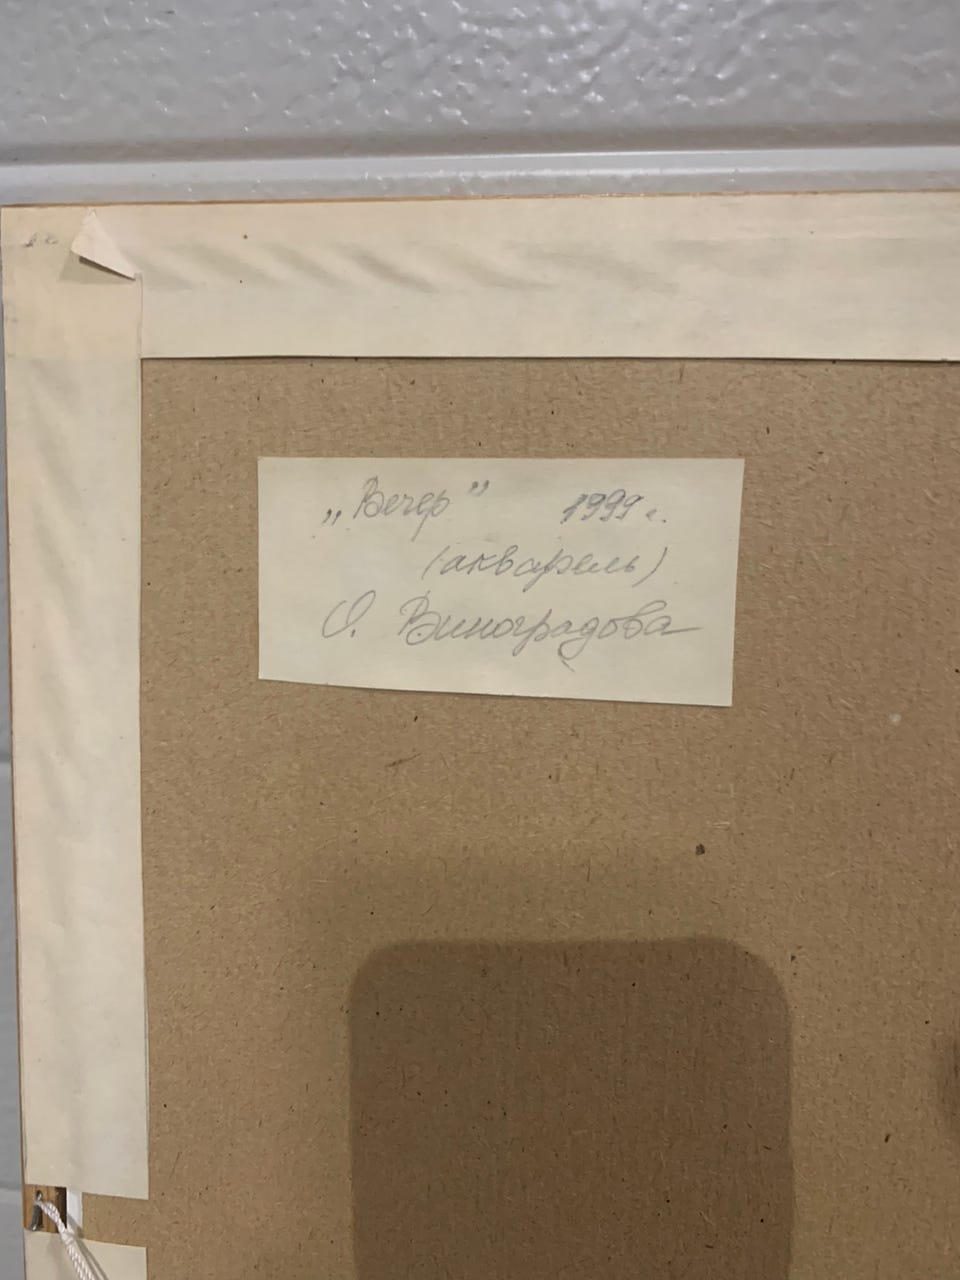 „Вечер” 1999 г.
(акварель)
О. Виноградова